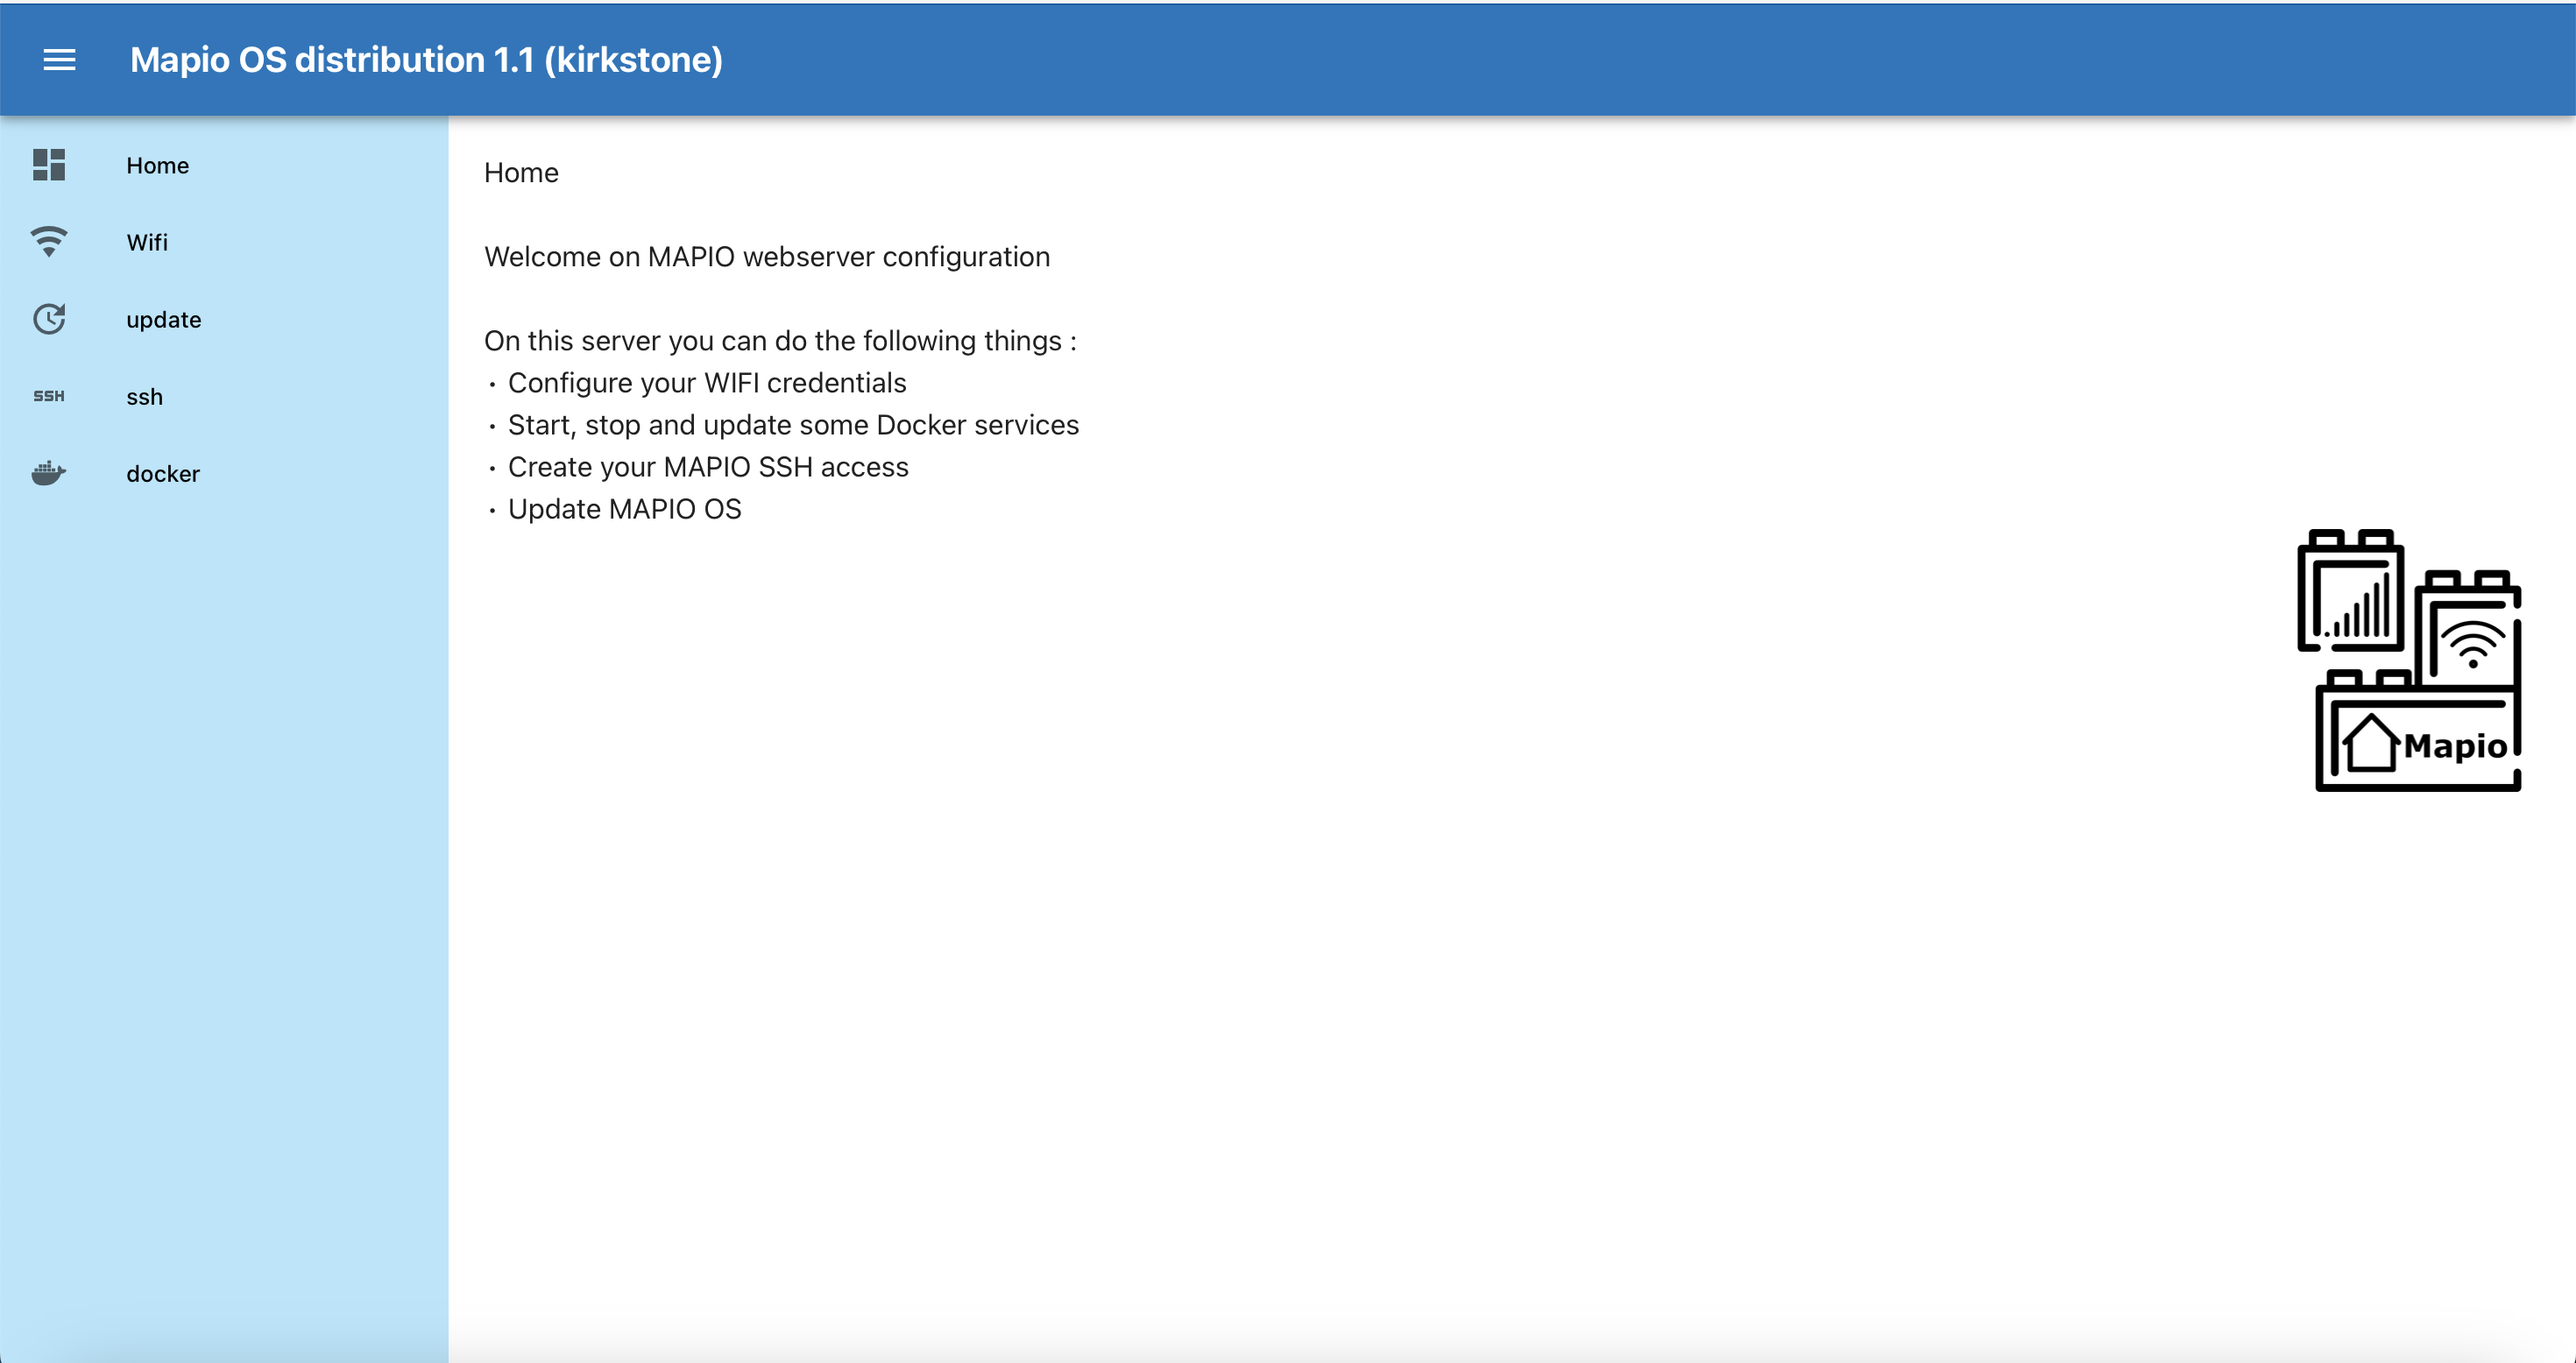 Mapio OS distribution 1.1 (kirkstone)
Home
Wifi
update
SSH
ssh
docker
Home
Welcome on MAPIO webserver configuration
On this server you can do the following things :
• Configure your WIFI credentials
• Start, stop and update some Docker services
• Create your MAPIO SSH access
• Update MAPIO OS
Mapio